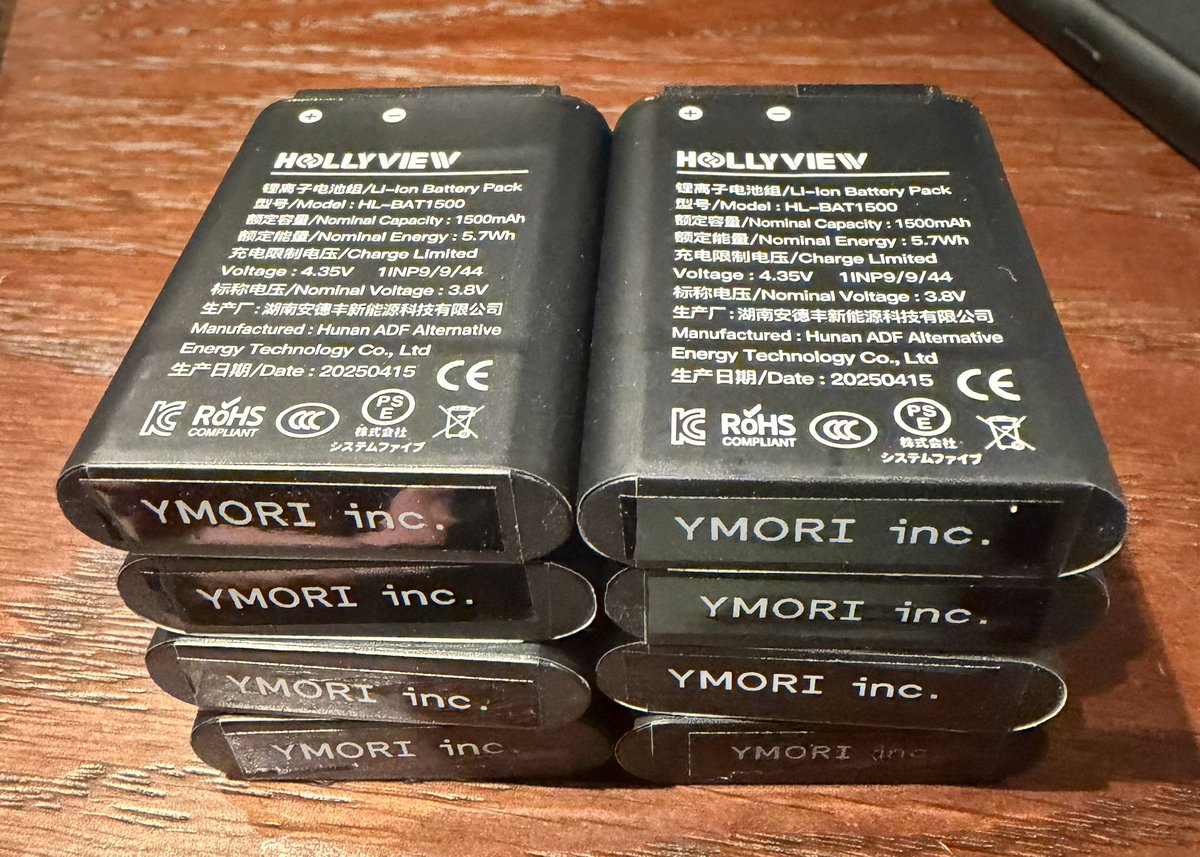 HOLLYVIEW
锂离子电池组/Li-Ion Battery Pack
型号/Model : HL-BAT1500
额定容量/Nominal Capacity : 1500mAh
额定能量/Nominal Energy : 5.7Wh
充电限制电压/Charge Limited
Voltage : 4.35V 1INP9/9/44
标称电压/Nominal Voltage : 3.8V
生产厂 : 湖南安德丰新能源科技有限公司
Manufactured : Hunan ADF Alternative
Energy Technology Co., Ltd
生产日期/Date : 20250415
CE
KC
RoHS
COMPLIANT
CCC
PS
E
株式会社
システムファイブ
YMORI inc.
YMORI inc.
YMORI inc.
YMORI inc.
HOLLYVIEW
锂离子电池组/Li-Ion Battery Pack
型号/Model : HL-BAT1500
额定容量/Nominal Capacity : 1500mAh
额定能量/Nominal Energy : 5.7Wh
充电限制电压/Charge Limited
Voltage : 4.35V 1INP9/9/44
标称电压/Nominal Voltage : 3.8V
生产厂 : 湖南安德丰新能源科技有限公司
Manufactured : Hunan ADF Alternative
Energy Technology Co., Ltd
生产日期/Date : 20250415
CE
KC
RoHS
COMPLIANT
CCC
PS
E
株式会社
システムファイブ
YMORI inc.
YMORI inc.
YMORI inc.
YMORI inc.